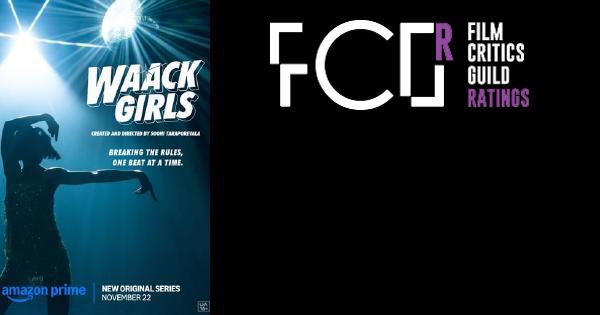 WAACK
GIRLS
CREATED AND DIRECTED BY SOONI TARAPOREVALA
BREAKING THE RULES,
ONE BEAT AT A TIME.
amazon prime
NEW ORIGINAL SERIES
NOVEMBER 22
FCGR
FILM
CRITICS
GUILD
RATINGS